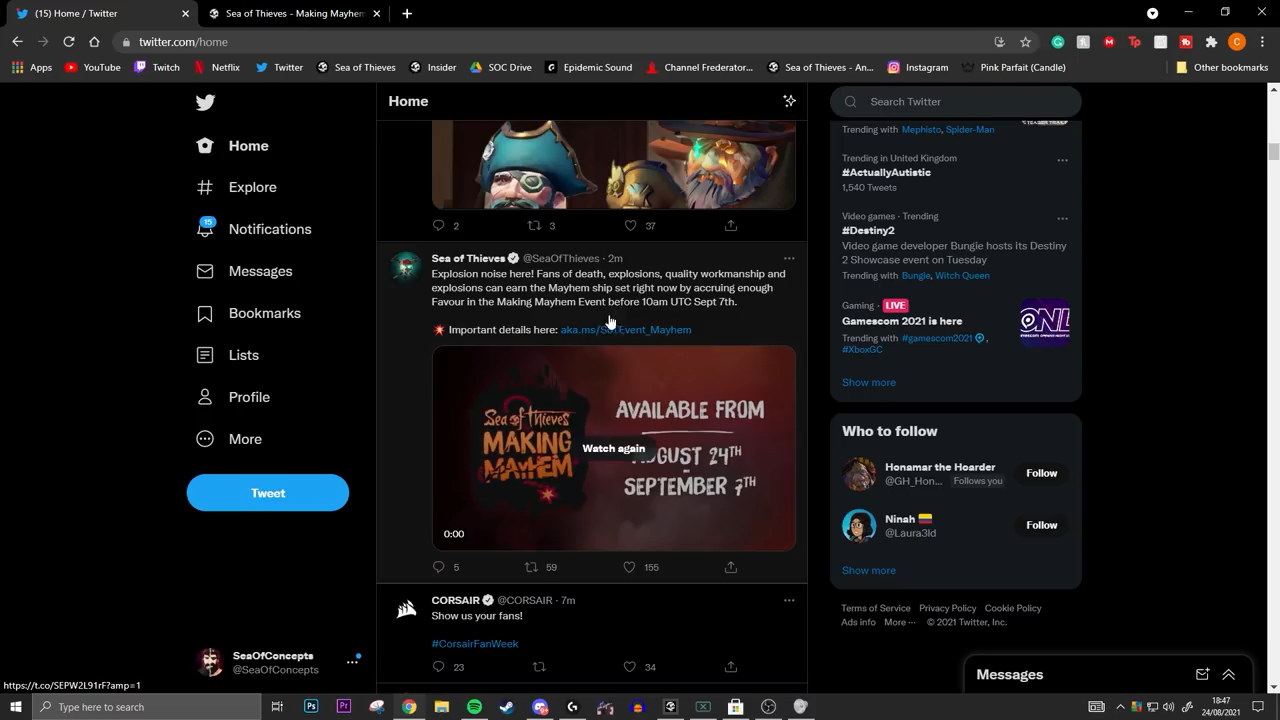 (15) Home / Twitter
Sea of Thieves - Making Mayhem
twitter.com/home
Apps
YouTube
Twitch
Netflix
Twitter
Sea of Thieves
Insider
SOC Drive
Epidemic Sound
Channel Frederator...
Sea of Thieves - An...
Instagram
Pink Parfait (Candle)
Other bookmarks
Home
Explore
15
Notifications
Messages
Bookmarks
Lists
Profile
More
Tweet
SeaOfConcepts
@SeaOfConcepts
Home
2 3 37
Sea of Thieves @SeaOfThieves · 2m
Explosion noise here! Fans of death, explosions, quality workmanship and
explosions can earn the Mayhem ship set right now by accruing enough
Favour in the Making Mayhem Event before 10am UTC Sept 7th.
Important details here: aka.ms/SoTEvent_Mayhem
Sea of Thieves
MAKING
MAYHEM
AVAILABLE FROM
AUGUST 24TH
-
SEPTEMBER 7TH
Watch again
0:00
5 59 155
CORSAIR @CORSAIR · 7m
Show us your fans!
#CorsairFanWeek
23 34
Search Twitter
Trending with Mephisto, Spider-Man
Trending in United Kingdom
#ActuallyAutistic
1,540 Tweets
Video games · Trending
#Destiny2
Video game developer Bungie hosts its Destiny
2 Showcase event on Tuesday
Trending with Bungie, Witch Queen
Gaming · LIVE
Gamescom 2021 is here
Trending with #gamescom2021 ,
#XboxGC
Show more
Who to follow
Honamar the Hoarder
@GH_Hon... Follows you
Follow
Ninah
@Laura3ld
Follow
Show more
Terms of Service Privacy Policy Cookie Policy
Ads info More ··· © 2021 Twitter, Inc.
Messages
https://t.co/SEPW2L91rF?amp=1
Type here to search
18:47
24/08/2021